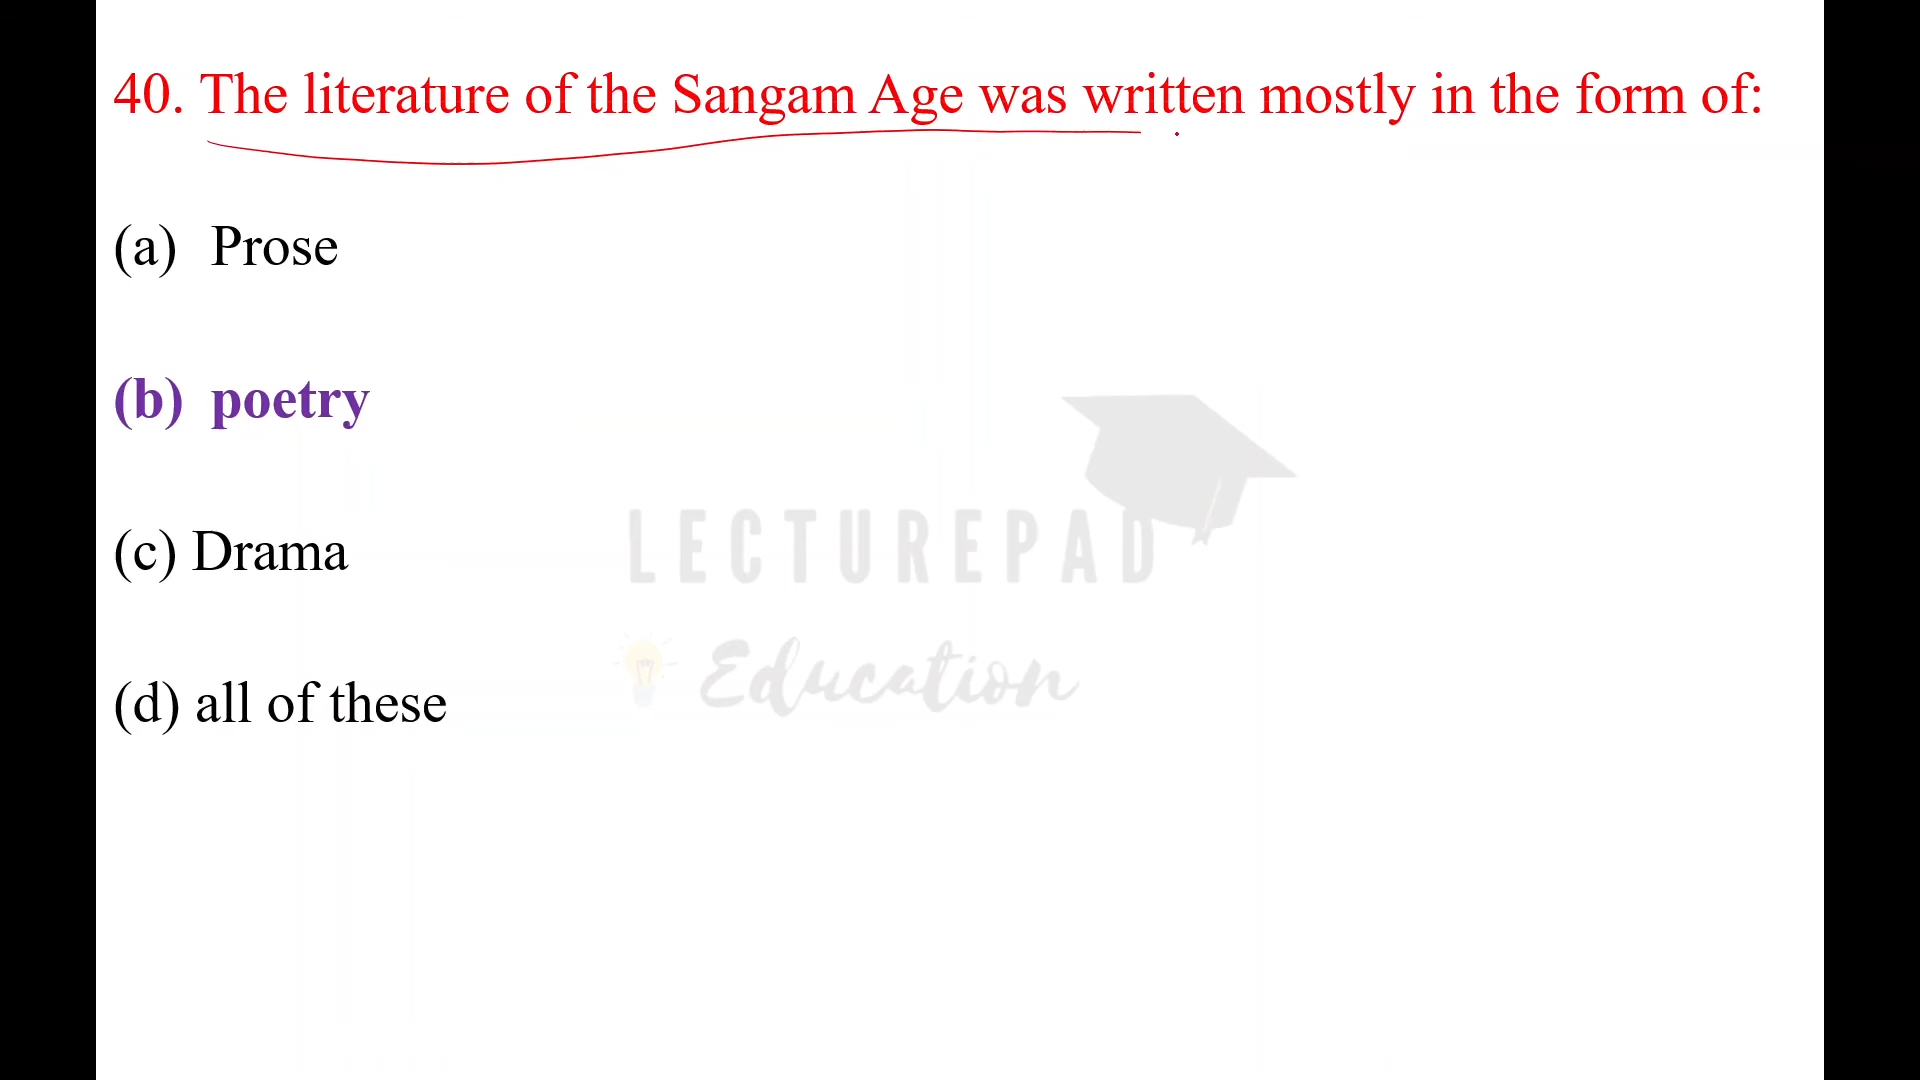 40. The literature of the Sangam Age was written mostly in the form of:
(a) Prose
(b) poetry
(c) Drama
LECTUREPAD
Education
(d) all of these